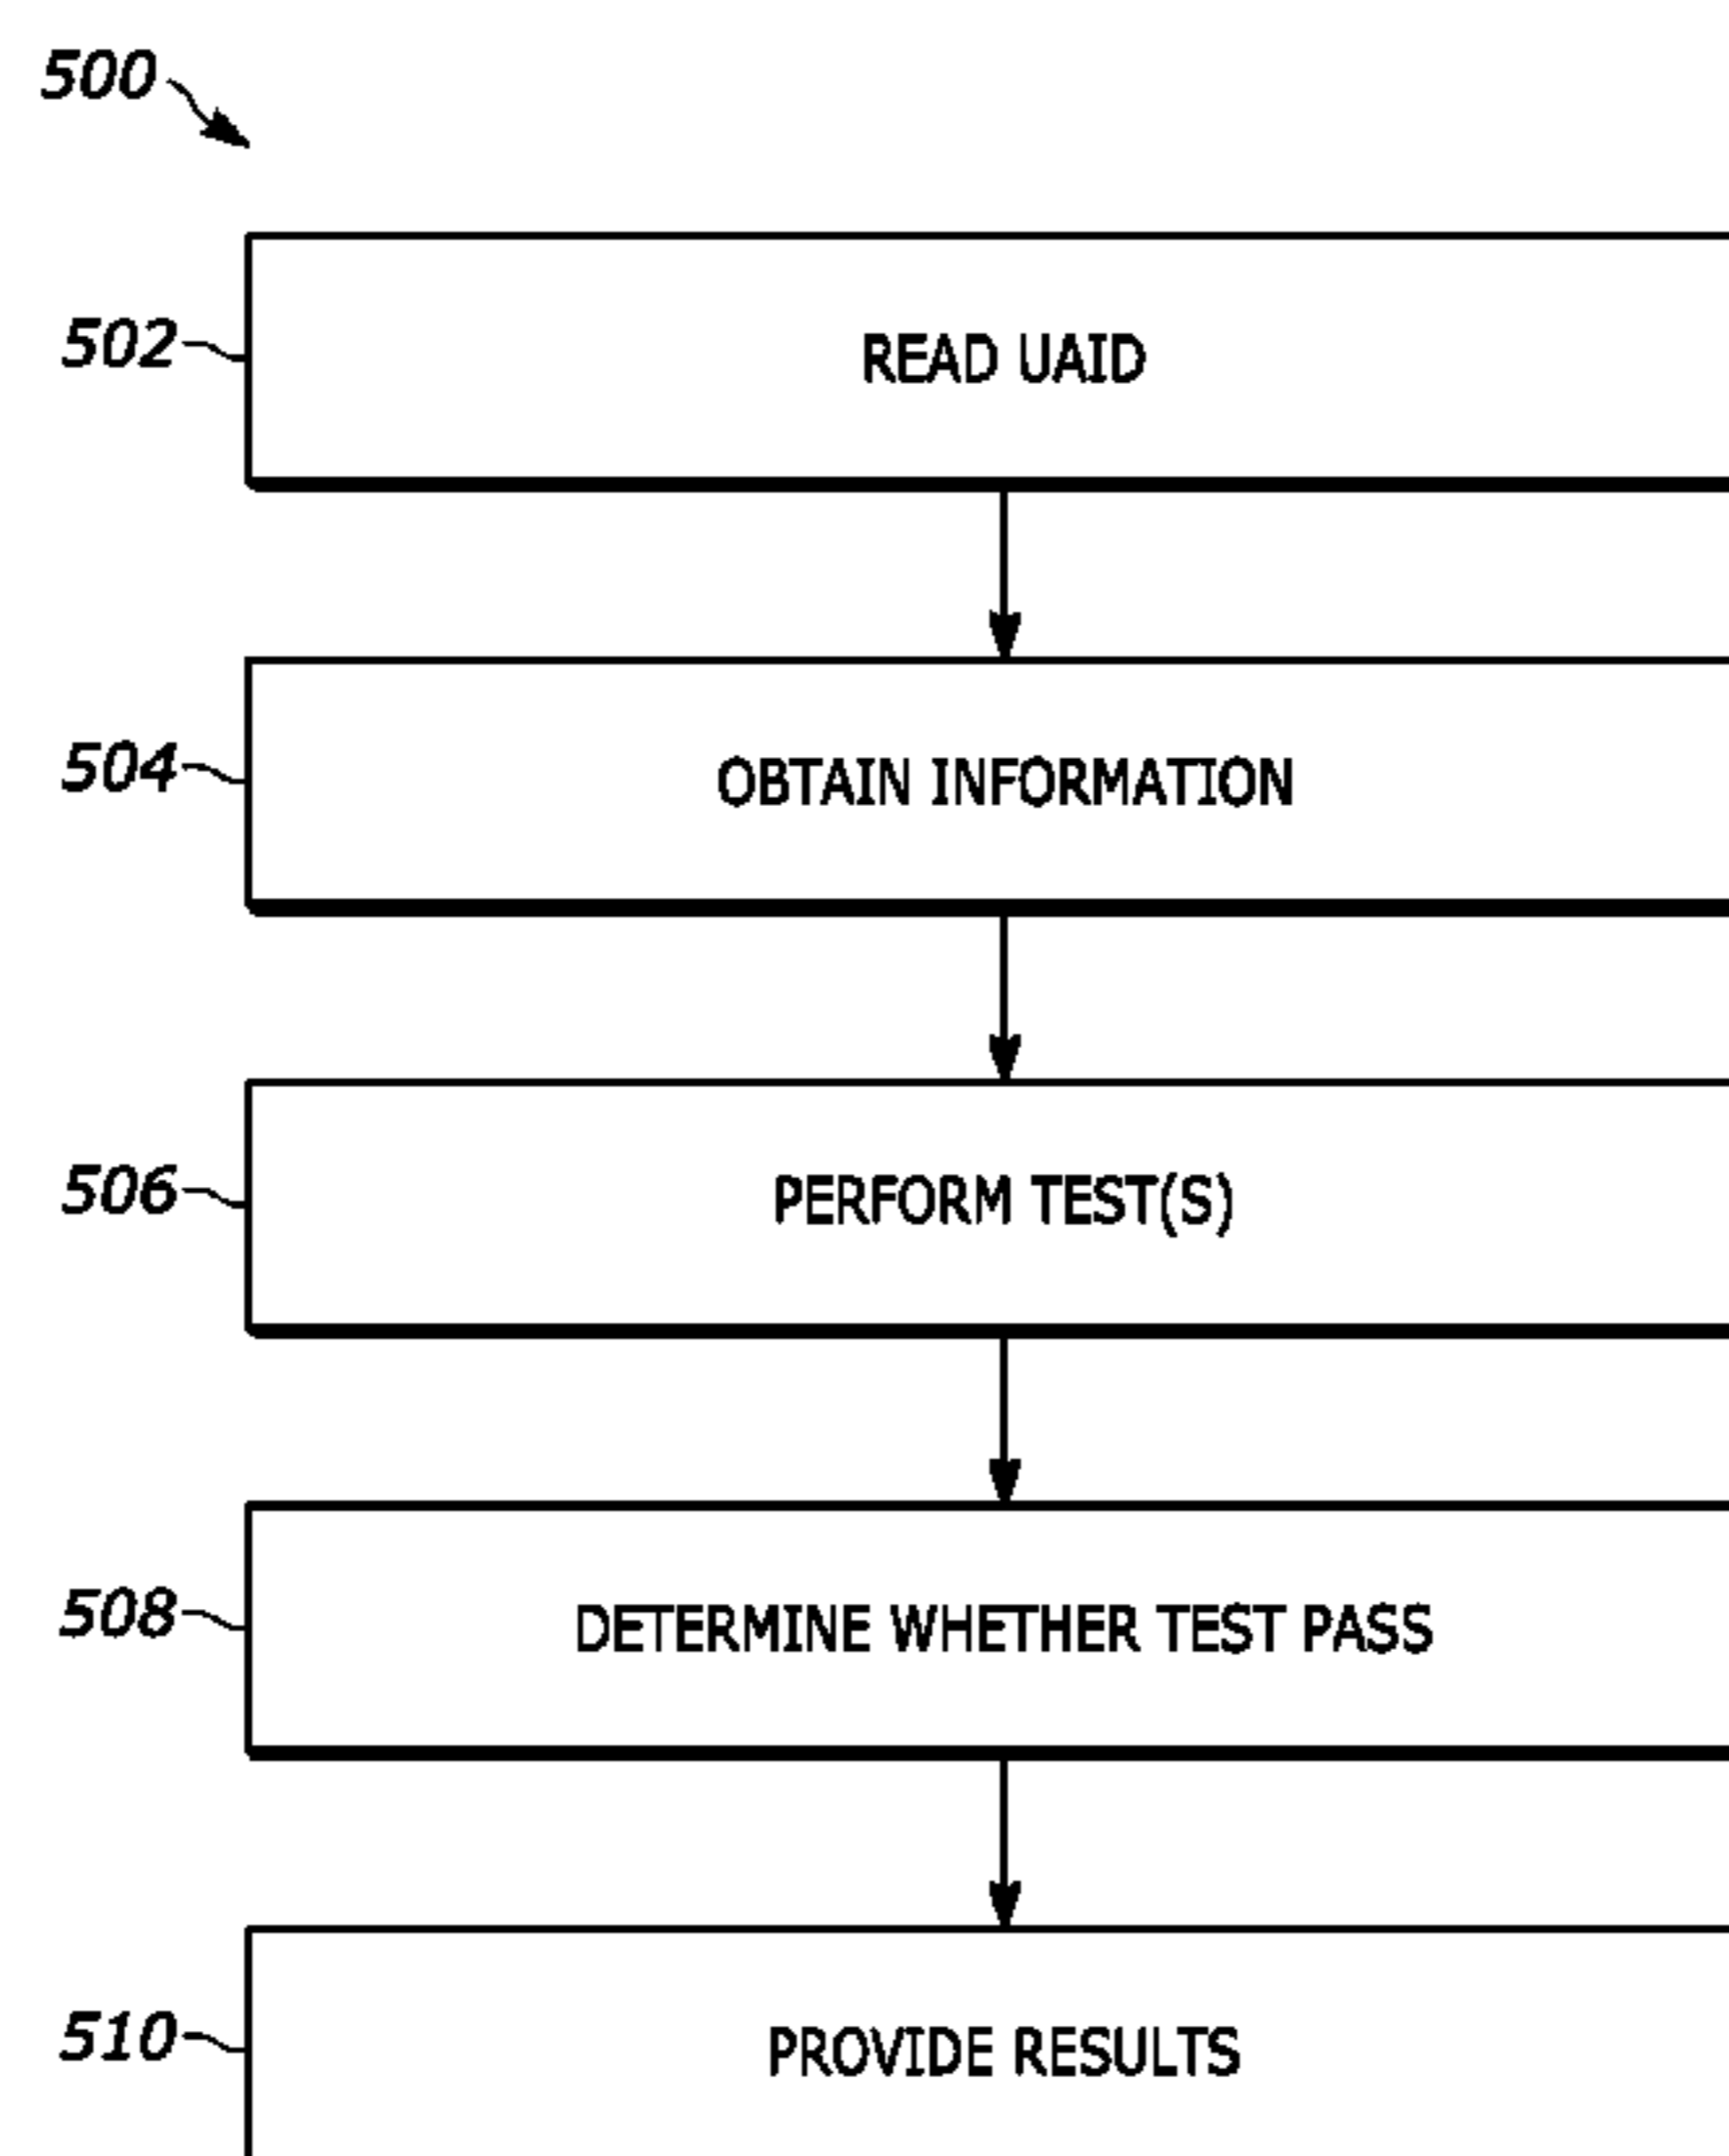 500
502
READ UAID
504
OBTAIN INFORMATION
506
PERFORM TEST(S)
508
DETERMINE WHETHER TEST PASS
510
PROVIDE RESULTS